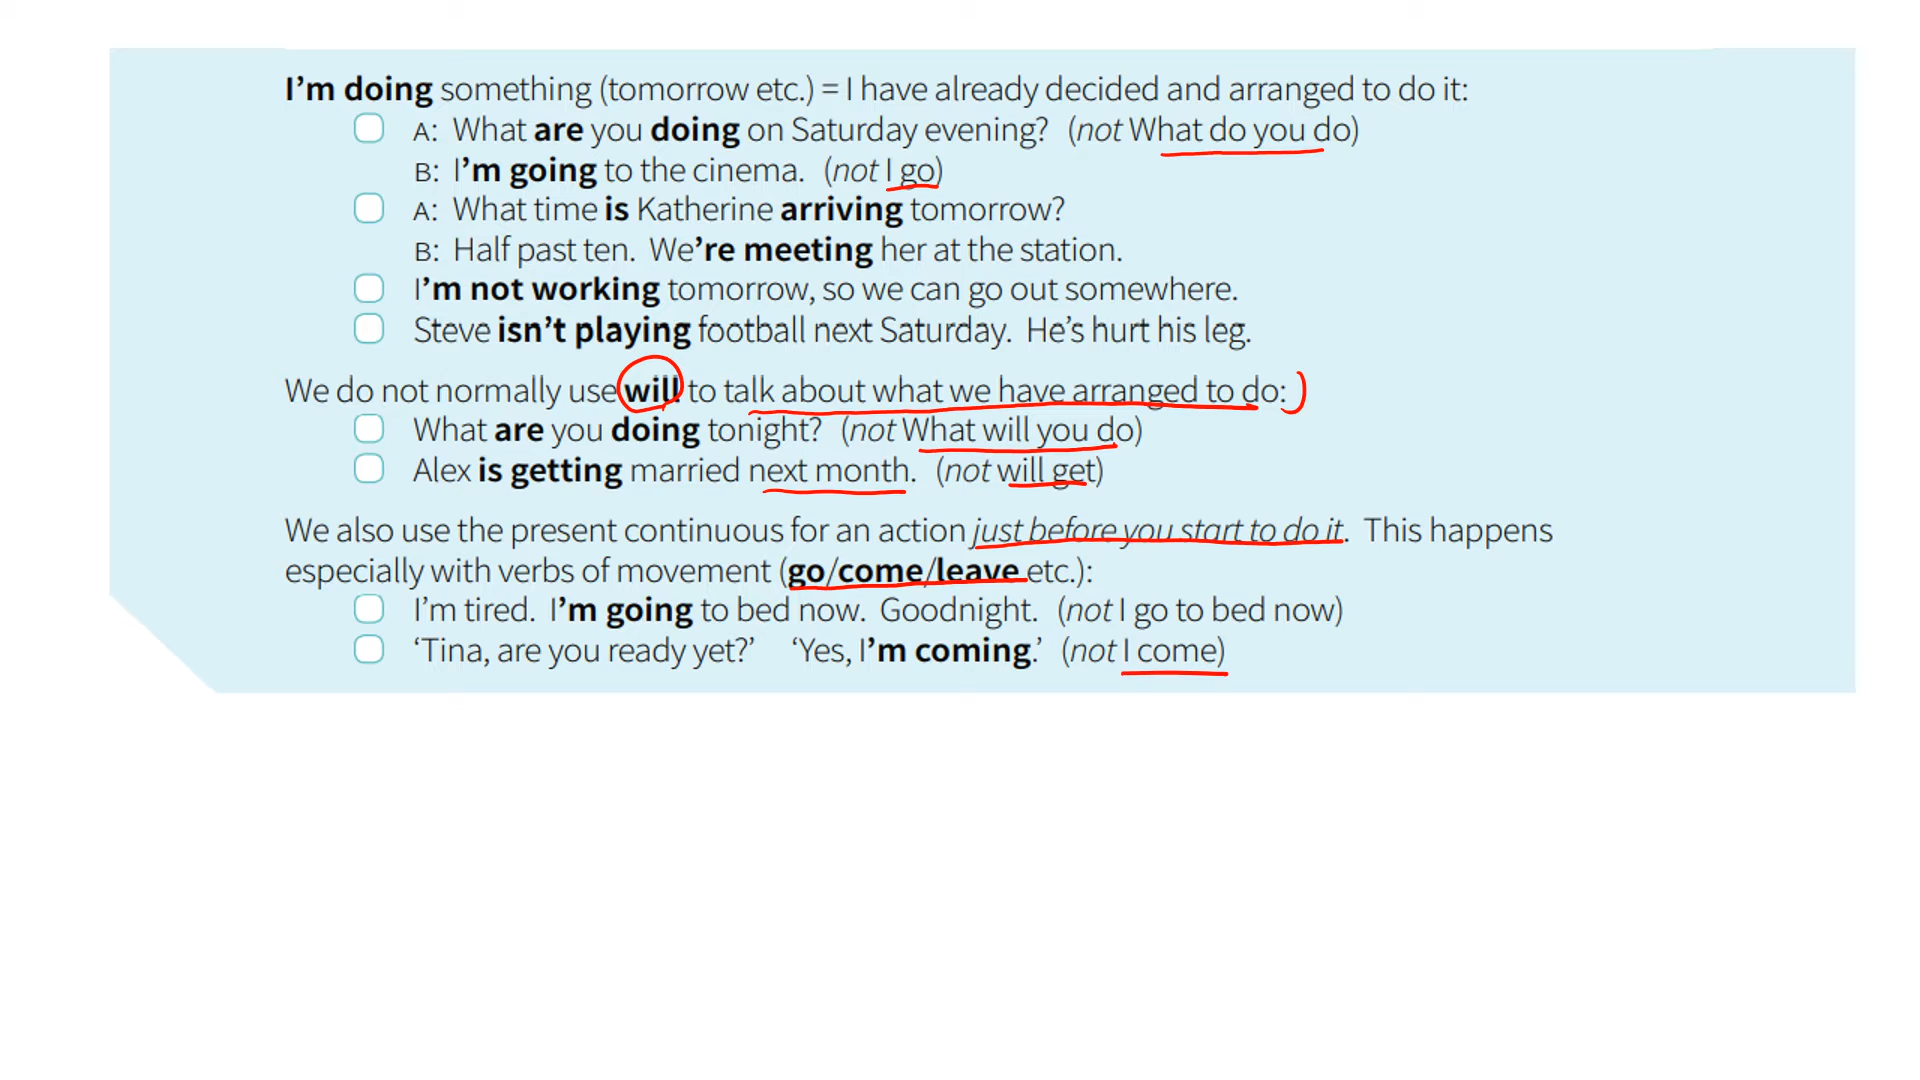 I’m doing something (tomorrow etc.) = I have already decided and arranged to do it:
A: What are you doing on Saturday evening? (not What do you do)
B: I’m going to the cinema. (not I go)
A: What time is Katherine arriving tomorrow?
B: Half past ten. We’re meeting her at the station.
I’m not working tomorrow, so we can go out somewhere.
Steve isn’t playing football next Saturday. He’s hurt his leg.
We do not normally use will to talk about what we have arranged to do:
What are you doing tonight? (not What will you do)
Alex is getting married next month. (not will get)
We also use the present continuous for an action just before you start to do it. This happens
especially with verbs of movement (go/come/leave etc.):
I’m tired. I’m going to bed now. Goodnight. (not I go to bed now)
‘Tina, are you ready yet?’ ‘Yes, I’m coming.’ (not I come)